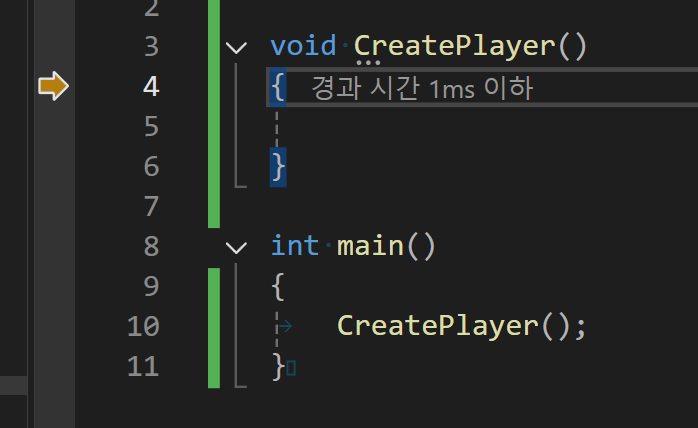 2
3 void CreatePlayer()
4 { 경과 시간 1ms 이하
5
6 }
7
8 int main()
9 {
10 CreatePlayer();
11 }